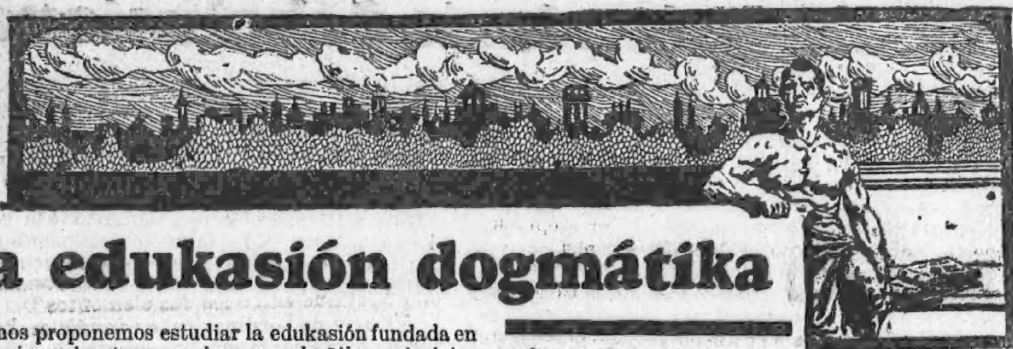 a edukasión dogmátika
nos proponemos estudiar la edukasión fundada en